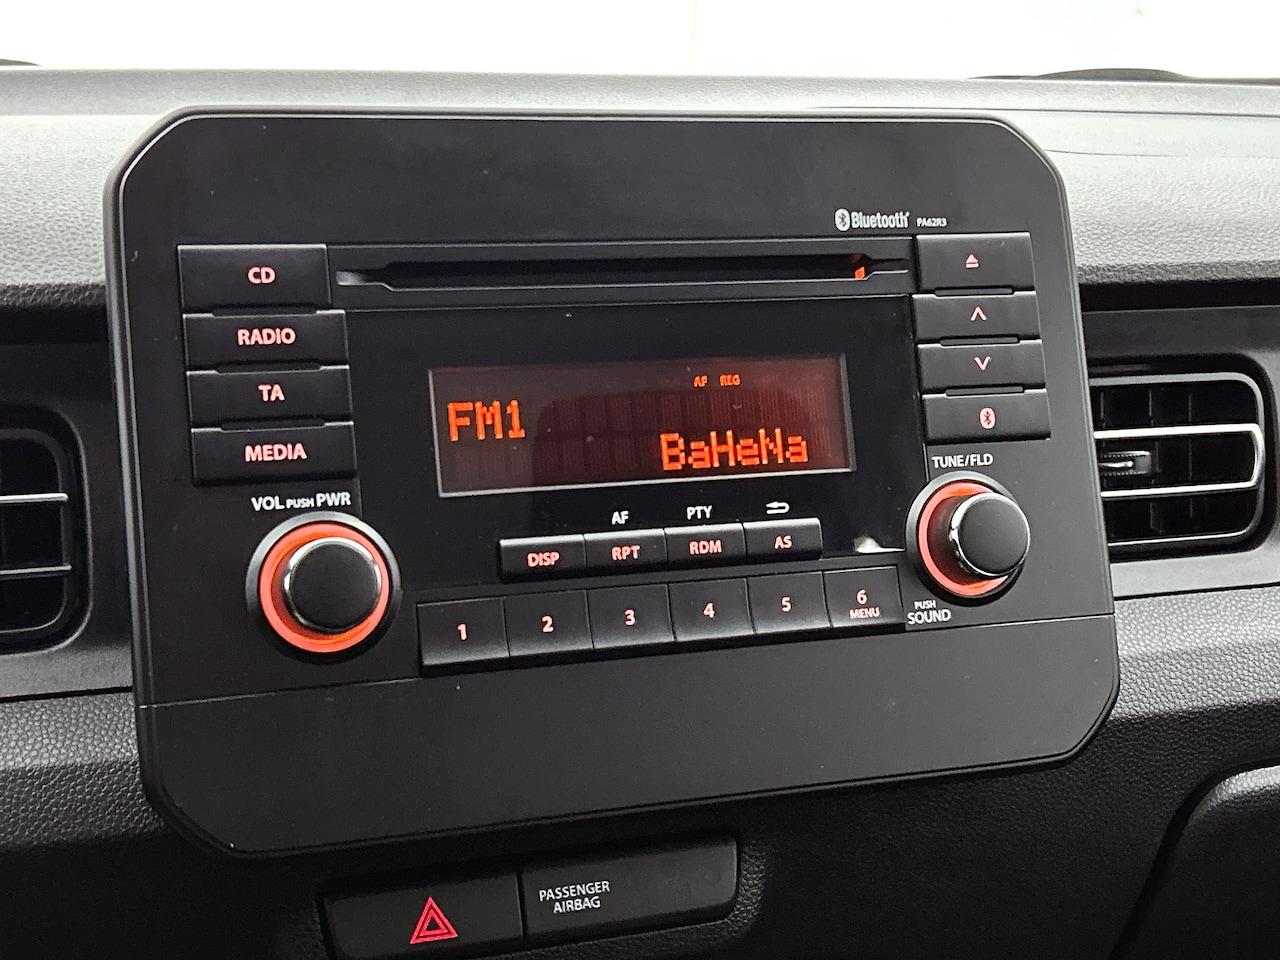 Bluetooth PA62R3
CD
RADIO
TA
MEDIA
AF REG
FM1
BaHeNa
VOL PUSH PWR
TUNE/FLD
AF PTY
DISP RPT RDM AS
1 2 3 4 5 6
MENU
PUSH
SOUND
PASSENGER
AIRBAG